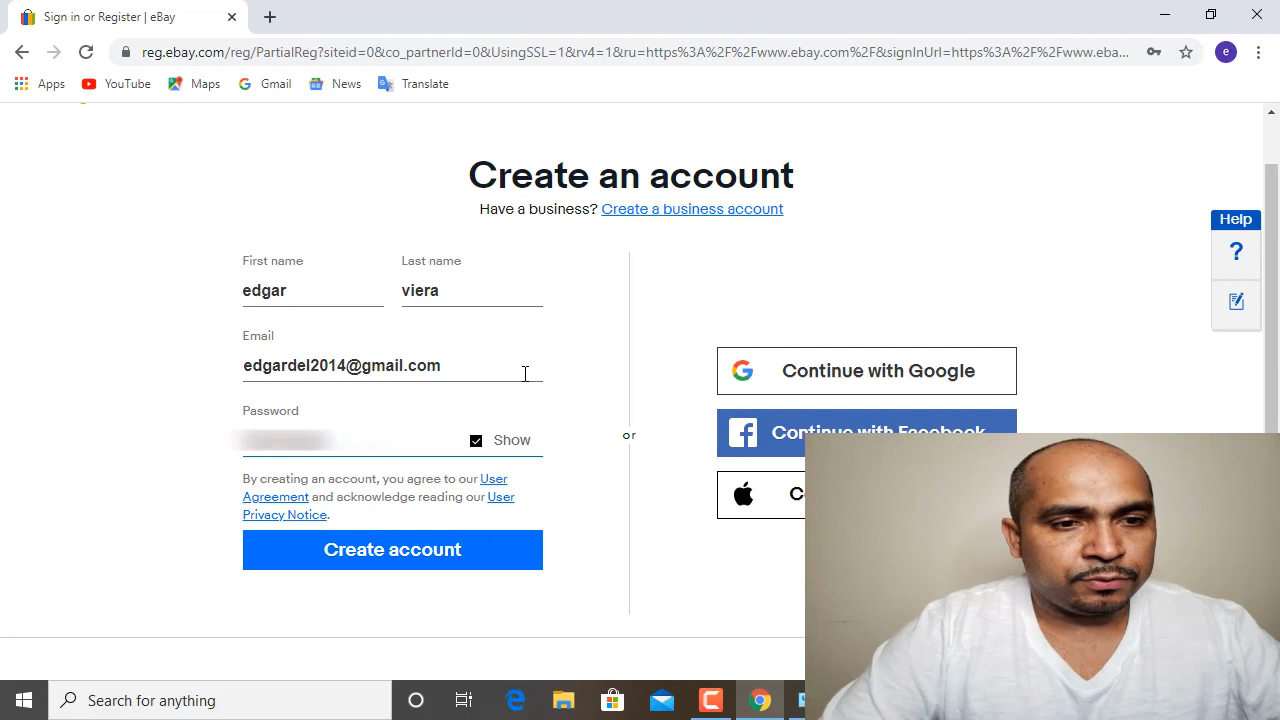 Sign in or Register | eBay
reg.ebay.com/reg/PartialReg?siteid=0&co_partnerId=0&UsingSSL=1&rv4=1&ru=https%3A%2F%2Fwww.ebay.com%2F&signInUrl=https%3A%2F%2Fwww.eba...
e
Apps YouTube Maps Gmail News Translate
Create an account
Have a business? Create a business account
Help
?
First name Last name
edgar viera
Email
edgardel2014@gmail.com
Continue with Google
Password
Show
or
Continue with Facebook
By creating an account, you agree to our User
Agreement and acknowledge reading our User
Privacy Notice.
Create account
Search for anything